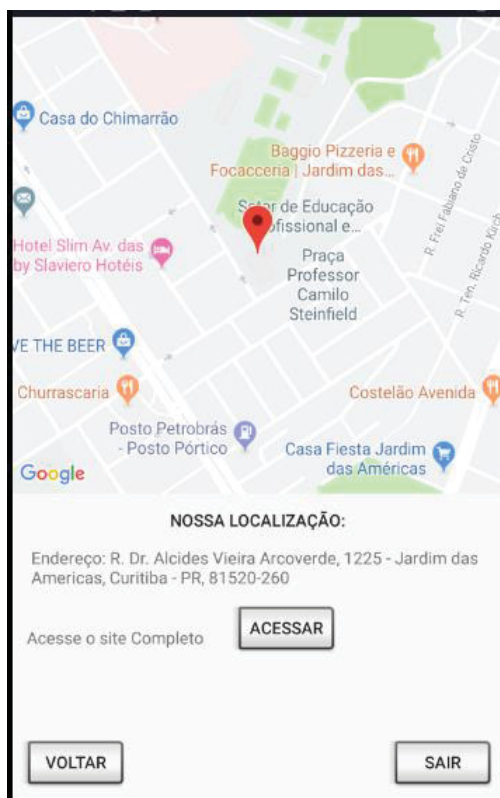 Casa do Chimarrão
Baggio Pizzeria e
Focacceria | Jardim das...
R. Frei Fabiano de Cristo
de Educação
ofissional e...
Hotel Slim Av. das
by Slaviero Hotéis
Praça
Professor
Camilo
Steinfield
R. Ten. Ricardo Kirch
VE THE BEER
Churrascaria
Costelão Avenida
Posto Petrobrás
- Posto Pórtico
Casa Fiesta Jardim
das Américas
Google
NOSSA LOCALIZAÇÃO:
Endereço: R. Dr. Alcides Vieira Arcoverde, 1225 - Jardim das
Americas, Curitiba - PR, 81520-260
Acesse o site Completo
ACESSAR
VOLTAR
SAIR